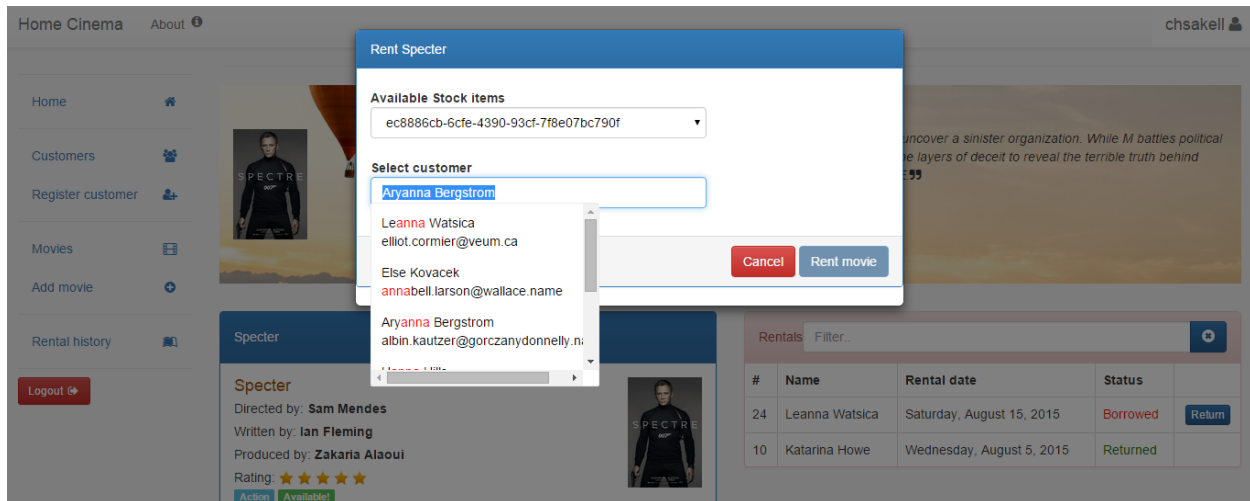 Home Cinema
About
chsakell
Home
Customers
Register customer
Movies
Add movie
Rental history
Logout
Rent Specter
Available Stock items
ec8886cb-6cfe-4390-93cf-7f8e07bc790f
Select customer
Aryanna Bergstrom
Leanna Watsica
elliot.cormier@veum.ca
Else Kovacek
annabell.larson@wallace.name
Aryanna Bergstrom
albin.kautzer@gorczanydonnelly.na
Cancel
Rent movie
SPECTRE
007
uncover a sinister organization. While M battles political
e layers of deceit to reveal the terrible truth behind
Specter
Specter
Directed by: Sam Mendes
Written by: Ian Fleming
Produced by: Zakaria Alaoui
Rating:
Action Available!
SPECTRE
007
Rentals Filter..
# Name Rental date Status
24 Leanna Watsica Saturday, August 15, 2015 Borrowed Return
10 Katarina Howe Wednesday, August 5, 2015 Returned